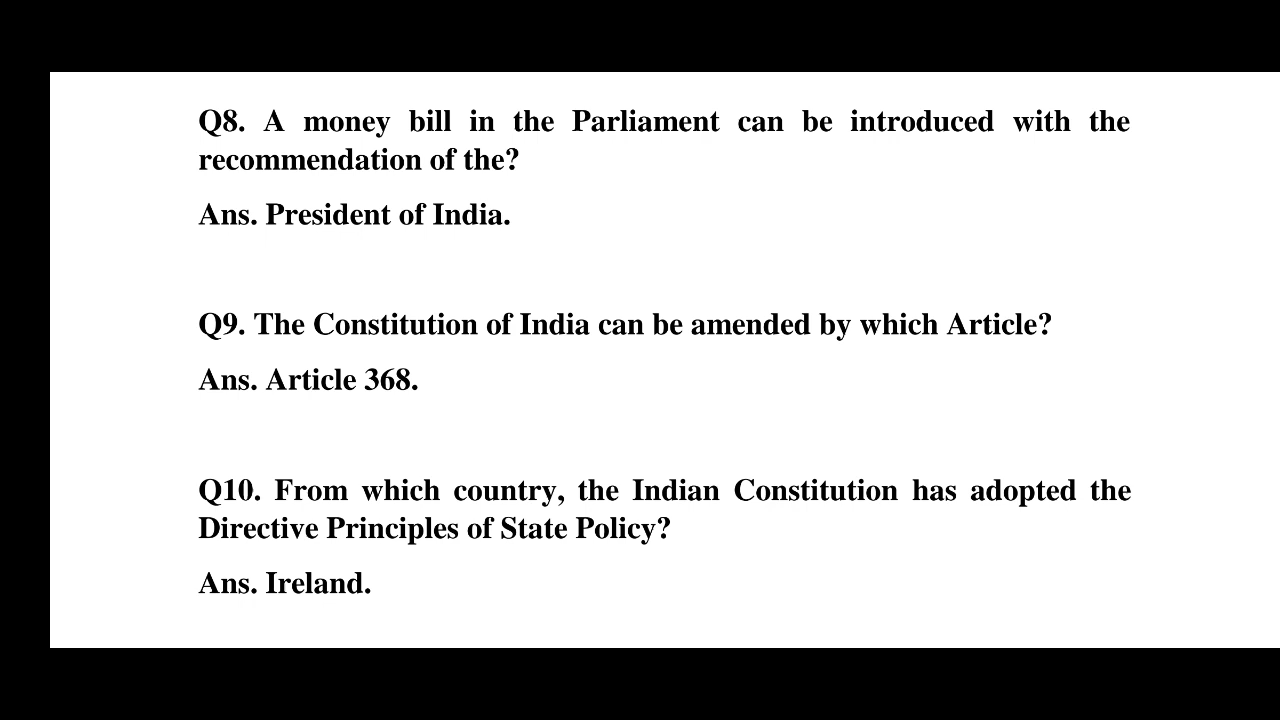 Q8. A money bill in the Parliament can be introduced with the
recommendation of the?
Ans. President of India.
Q9. The Constitution of India can be amended by which Article?
Ans. Article 368.
Q10. From which country, the Indian Constitution has adopted the
Directive Principles of State Policy?
Ans. Ireland.